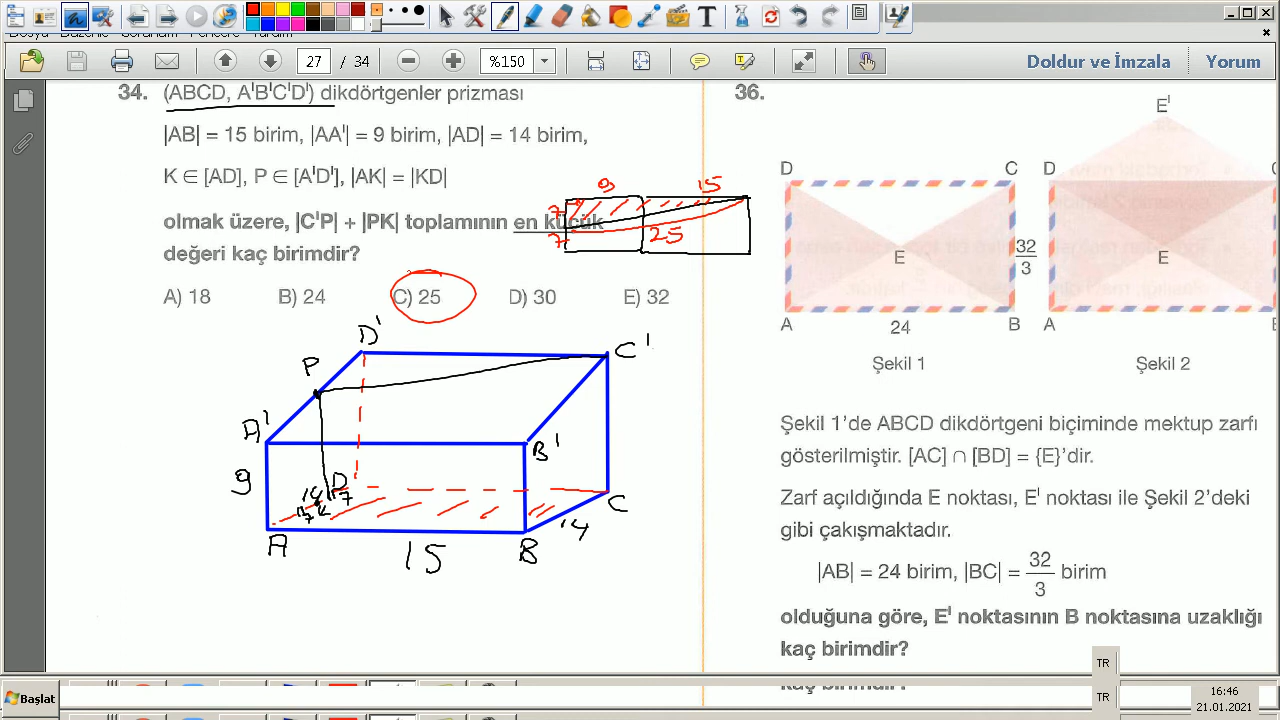 Dosya Düzenle Görünüm Pencere Yardım
27 / 34
%150
Doldur ve İmzala
Yorum
34. (ABCD, A'B'C'D') dikdörtgenler prizması
|AB| = 15 birim, |AA'| = 9 birim, |AD| = 14 birim,
K ∈ [AD], P ∈ [A'D'], |AK| = |KD|
olmak üzere, |C'P| + |PK| toplamının en küçük
değeri kaç birimdir?
A) 18 B) 24 C) 25 D) 30 E) 32
9 15
7
7 25
D'
C'
P
A'
B'
9
D
14
7
7
K
C
A
15
B
14
36.
E'
D C D
E
32
3
E
A 24 B A
Şekil 1 Şekil 2
Şekil 1'de ABCD dikdörtgeni biçiminde mektup zarfı
gösterilmiştir. [AC] ∩ [BD] = {E}'dir.
Zarf açıldığında E noktası, E' noktası ile Şekil 2'deki
gibi çakışmaktadır.
|AB| = 24 birim, |BC| = 32/3 birim
olduğuna göre, E' noktasının B noktasına uzaklığı
kaç birimdir?
kaç birimdir?
Başlat
TR
TR
16:46
21.01.2021